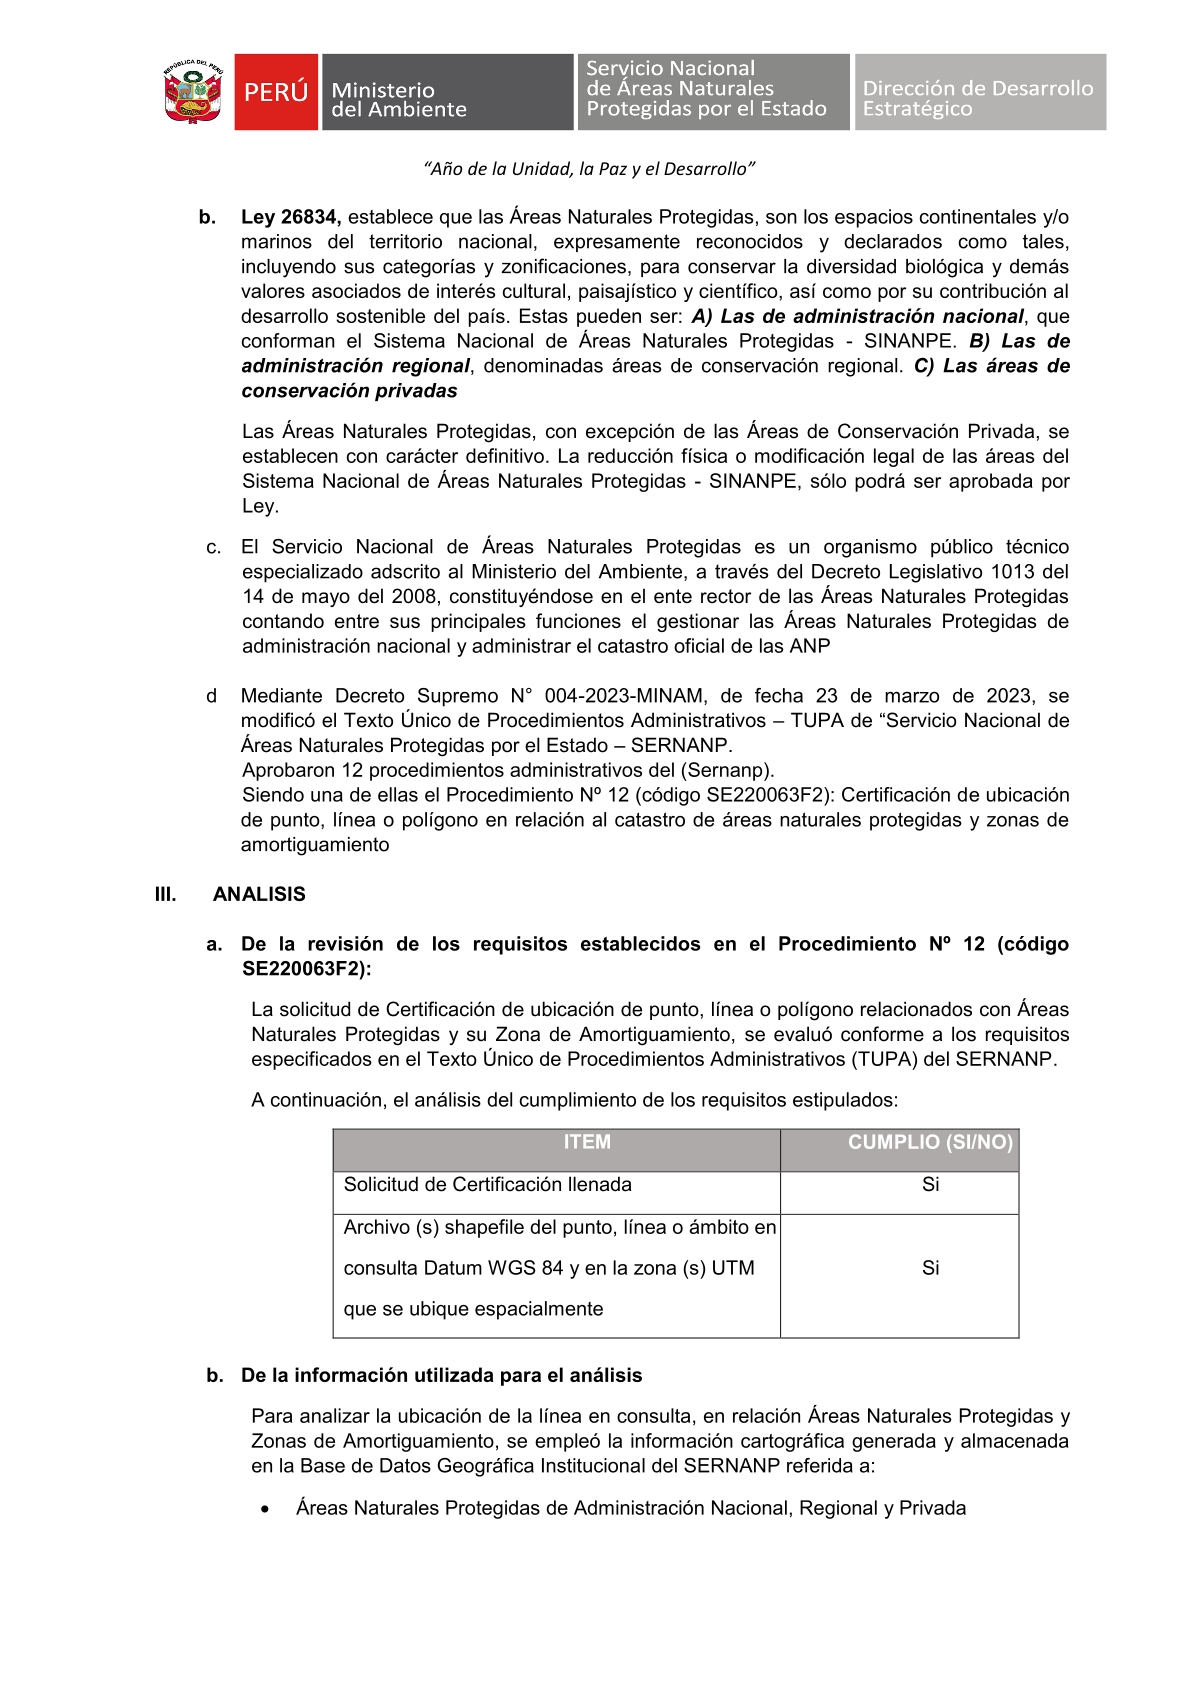 REPÚBLICA DEL PERÚ
PERÚ
Ministerio
del Ambiente
Servicio Nacional
de Áreas Naturales
Protegidas por el Estado
Dirección de Desarrollo
Estratégico
“Año de la Unidad, la Paz y el Desarrollo”
b. Ley 26834, establece que las Áreas Naturales Protegidas, son los espacios continentales y/o
marinos del territorio nacional, expresamente reconocidos y declarados como tales,
incluyendo sus categorías y zonificaciones, para conservar la diversidad biológica y demás
valores asociados de interés cultural, paisajístico y científico, así como por su contribución al
desarrollo sostenible del país. Estas pueden ser: A) Las de administración nacional, que
conforman el Sistema Nacional de Áreas Naturales Protegidas - SINANPE. B) Las de
administración regional, denominadas áreas de conservación regional. C) Las áreas de
conservación privadas
Las Áreas Naturales Protegidas, con excepción de las Áreas de Conservación Privada, se
establecen con carácter definitivo. La reducción física o modificación legal de las áreas del
Sistema Nacional de Áreas Naturales Protegidas - SINANPE, sólo podrá ser aprobada por
Ley.
c. El Servicio Nacional de Áreas Naturales Protegidas es un organismo público técnico
especializado adscrito al Ministerio del Ambiente, a través del Decreto Legislativo 1013 del
14 de mayo del 2008, constituyéndose en el ente rector de las Áreas Naturales Protegidas
contando entre sus principales funciones el gestionar las Áreas Naturales Protegidas de
administración nacional y administrar el catastro oficial de las ANP
d Mediante Decreto Supremo N° 004-2023-MINAM, de fecha 23 de marzo de 2023, se
modificó el Texto Único de Procedimientos Administrativos – TUPA de “Servicio Nacional de
Áreas Naturales Protegidas por el Estado – SERNANP.
Aprobaron 12 procedimientos administrativos del (Sernanp).
Siendo una de ellas el Procedimiento Nº 12 (código SE220063F2): Certificación de ubicación
de punto, línea o polígono en relación al catastro de áreas naturales protegidas y zonas de
amortiguamiento
III. ANALISIS
a. De la revisión de los requisitos establecidos en el Procedimiento Nº 12 (código
SE220063F2):
La solicitud de Certificación de ubicación de punto, línea o polígono relacionados con Áreas
Naturales Protegidas y su Zona de Amortiguamiento, se evaluó conforme a los requisitos
especificados en el Texto Único de Procedimientos Administrativos (TUPA) del SERNANP.
A continuación, el análisis del cumplimiento de los requisitos estipulados:
ITEM CUMPLIO (SI/NO)
Solicitud de Certificación llenada Si
Archivo (s) shapefile del punto, línea o ámbito en
consulta Datum WGS 84 y en la zona (s) UTM Si
que se ubique espacialmente
b. De la información utilizada para el análisis
Para analizar la ubicación de la línea en consulta, en relación Áreas Naturales Protegidas y
Zonas de Amortiguamiento, se empleó la información cartográfica generada y almacenada
en la Base de Datos Geográfica Institucional del SERNANP referida a:
• Áreas Naturales Protegidas de Administración Nacional, Regional y Privada